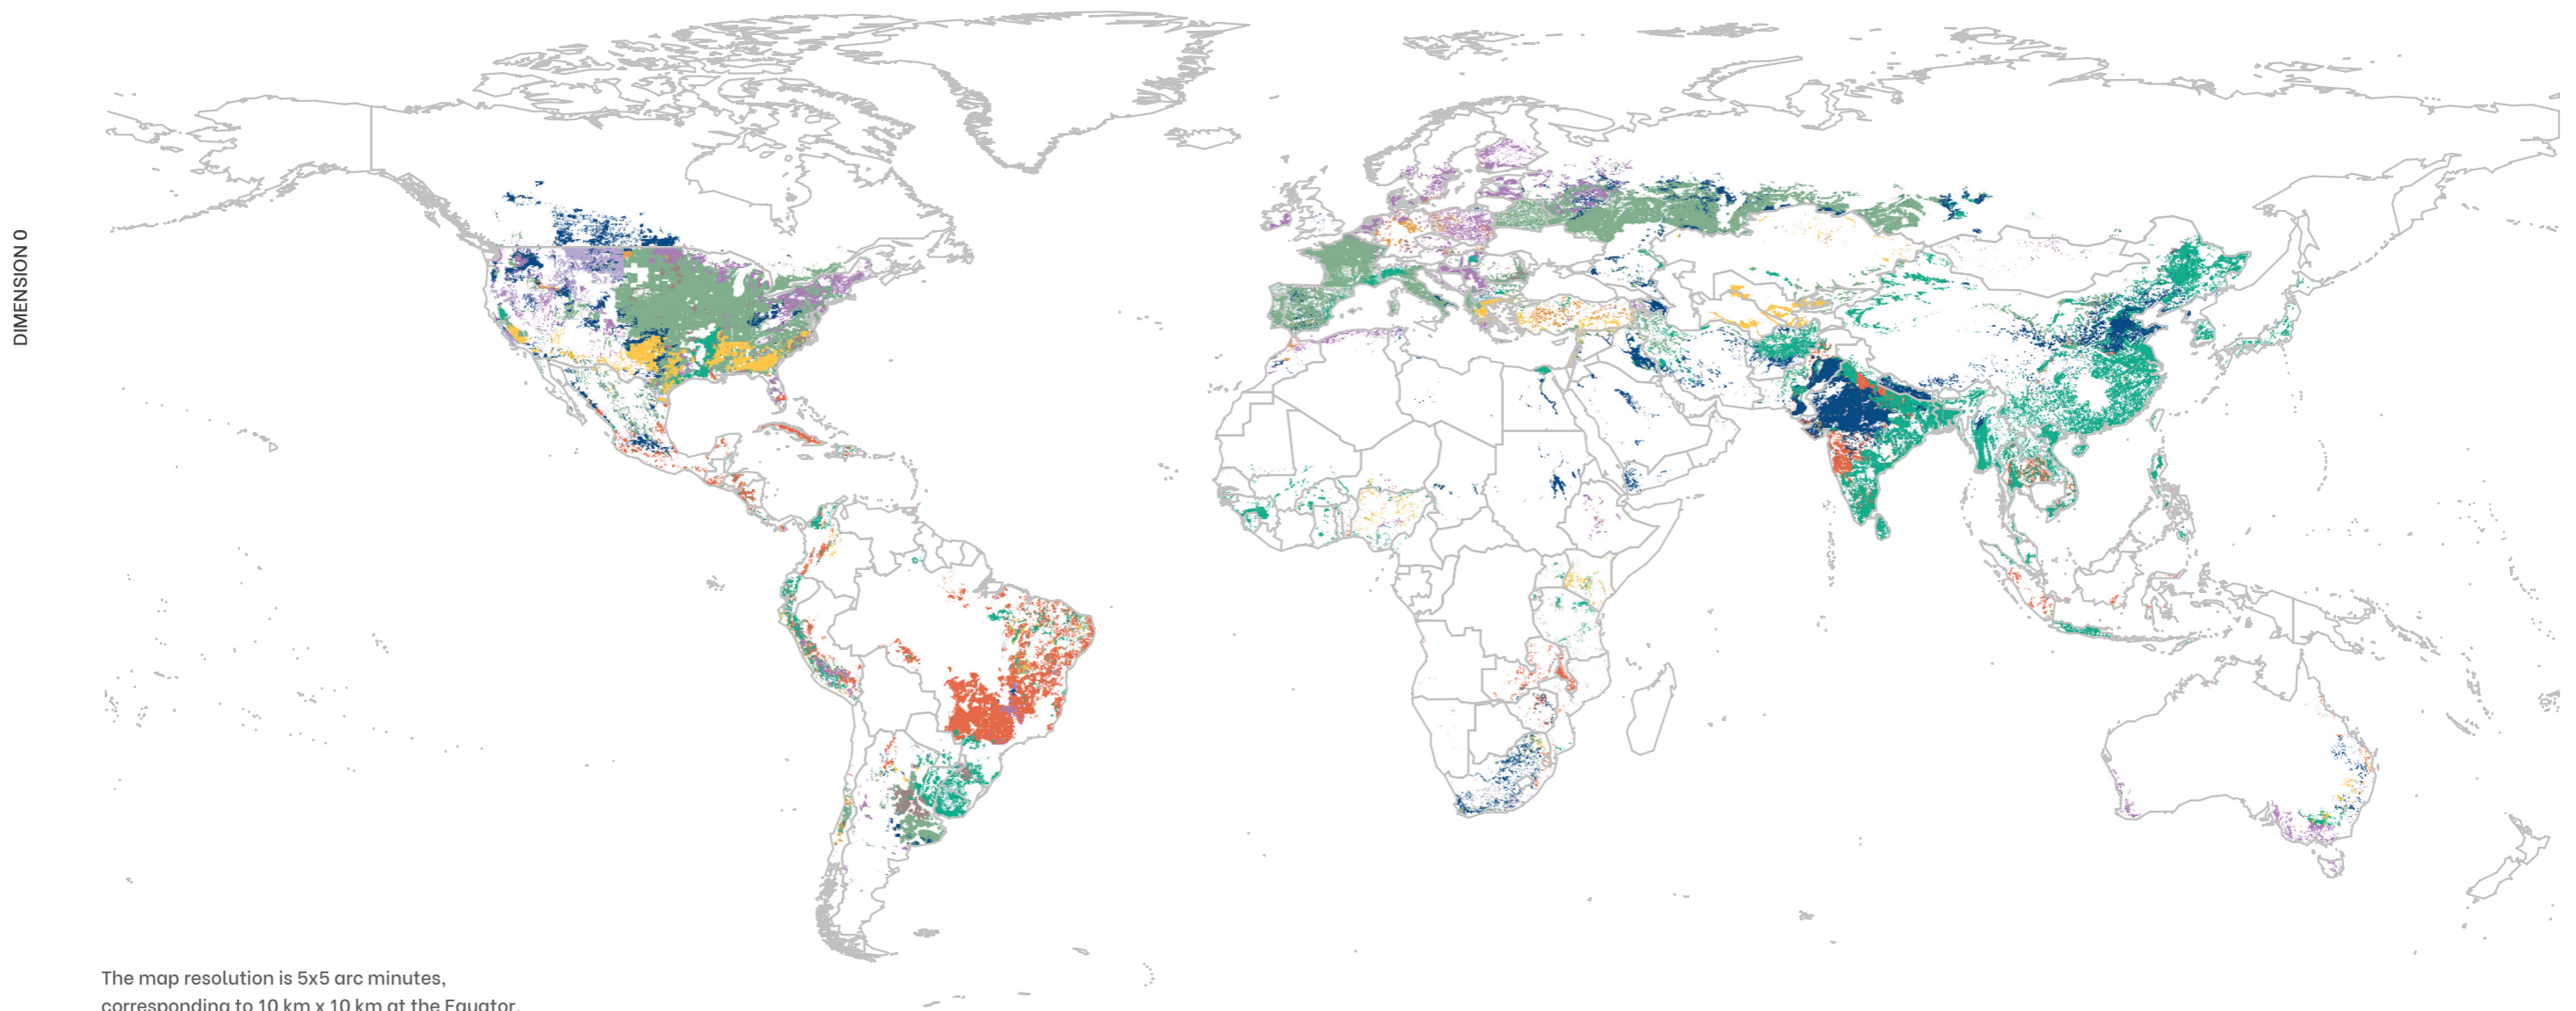 DIMENSION 0
The map resolution is 5x5 arc minutes,
corresponding to 10 km x 10 km at the Equator.